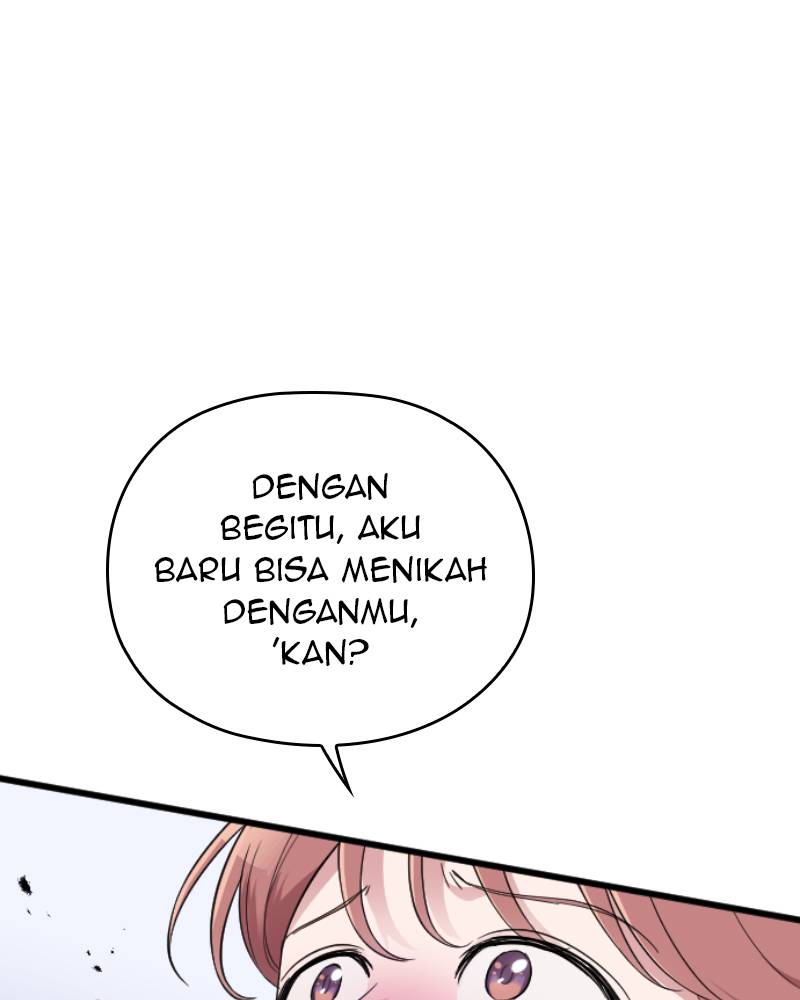 DENGAN
BEGITU, AKU
BARU BISA MENIKAH
DENGANMU,
'KAN?